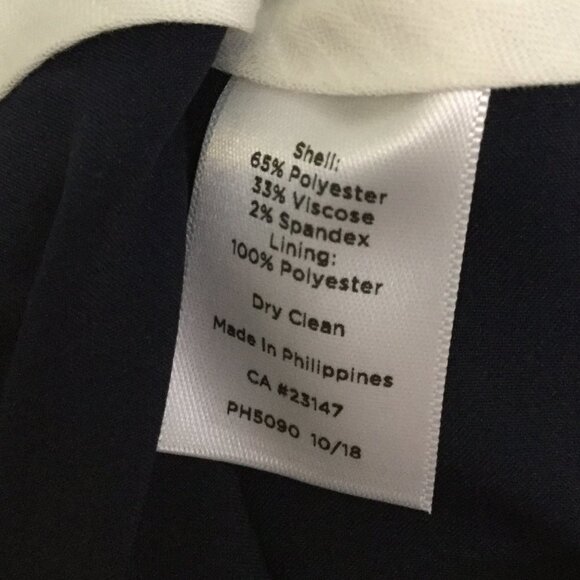 Shell:
65% Polyester
33% Viscose
2% Spandex
Lining:
100% Polyester
Dry Clean
Made In Philippines
CA #23147
PH5090 10/18